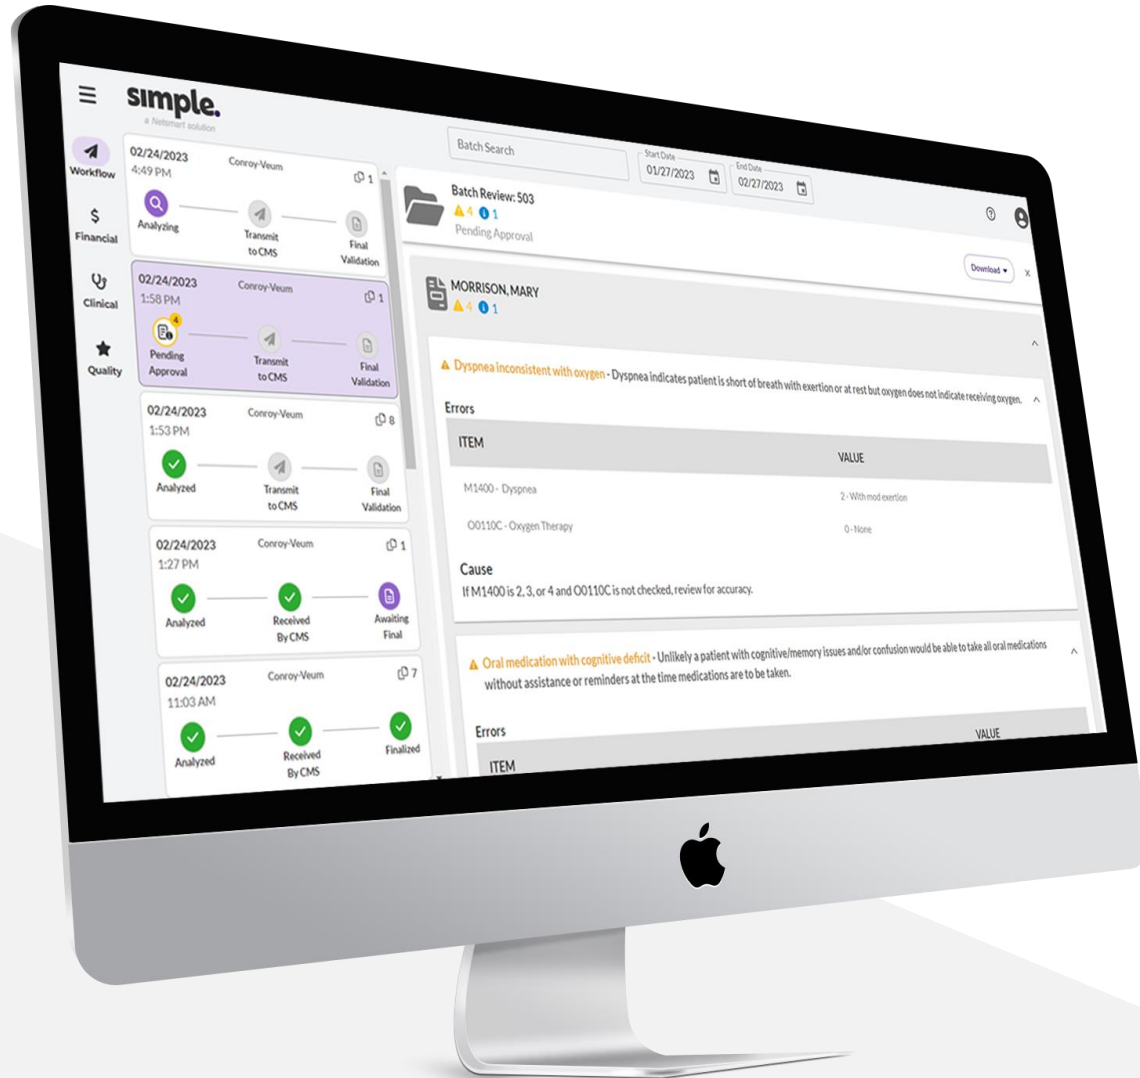 simple.
a Netsmart solution
Workflow
Financial
Clinical
Quality
02/24/2023
Conroy-Veum
1
4:49 PM
Analyzing
Transmit
to CMS
Final
Validation
02/24/2023
Conroy-Veum
1
1:58 PM
4
Pending
Approval
Transmit
to CMS
Final
Validation
02/24/2023
Conroy-Veum
8
1:53 PM
Analyzed
Transmit
to CMS
Final
Validation
02/24/2023
Conroy-Veum
1
1:27 PM
Analyzed
Received
By CMS
Awaiting
Final
02/24/2023
Conroy-Veum
7
11:03 AM
Analyzed
Received
By CMS
Finalized
Batch Search
Start Date
01/27/2023
End Date
02/27/2023
Batch Review: 503
4 1
Pending Approval
Download
x
MORRISON, MARY
4 1
Dyspnea inconsistent with oxygen - Dyspnea indicates patient is short of breath with exertion or at rest but oxygen does not indicate receiving oxygen.
Errors
ITEM VALUE
M1400 - Dyspnea 2 - With mod exertion
O0110C - Oxygen Therapy 0 - None
Cause
If M1400 is 2, 3, or 4 and O0110C is not checked, review for accuracy.
Oral medication with cognitive deficit - Unlikely a patient with cognitive/memory issues and/or confusion would be able to take all oral medications
without assistance or reminders at the time medications are to be taken.
Errors
ITEM VALUE